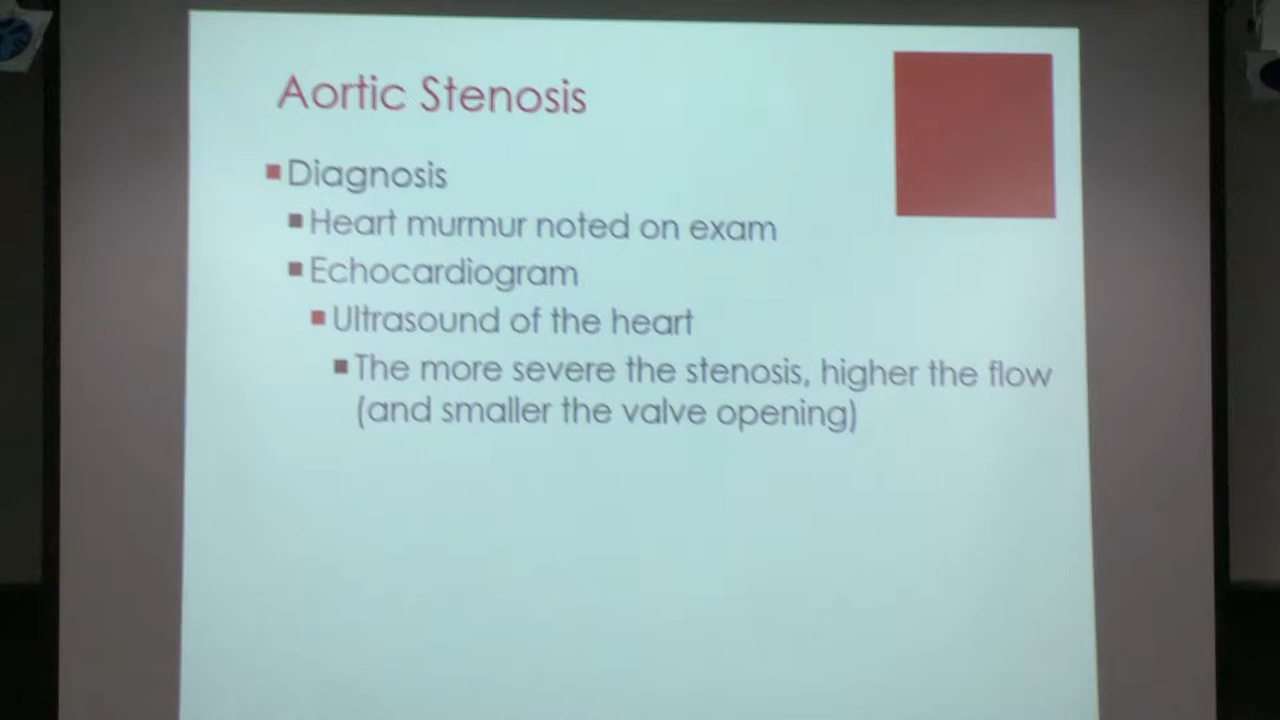 Aortic Stenosis
Diagnosis
Heart murmur noted on exam
Echocardiogram
Ultrasound of the heart
The more severe the stenosis, higher the flow
(and smaller the valve opening)